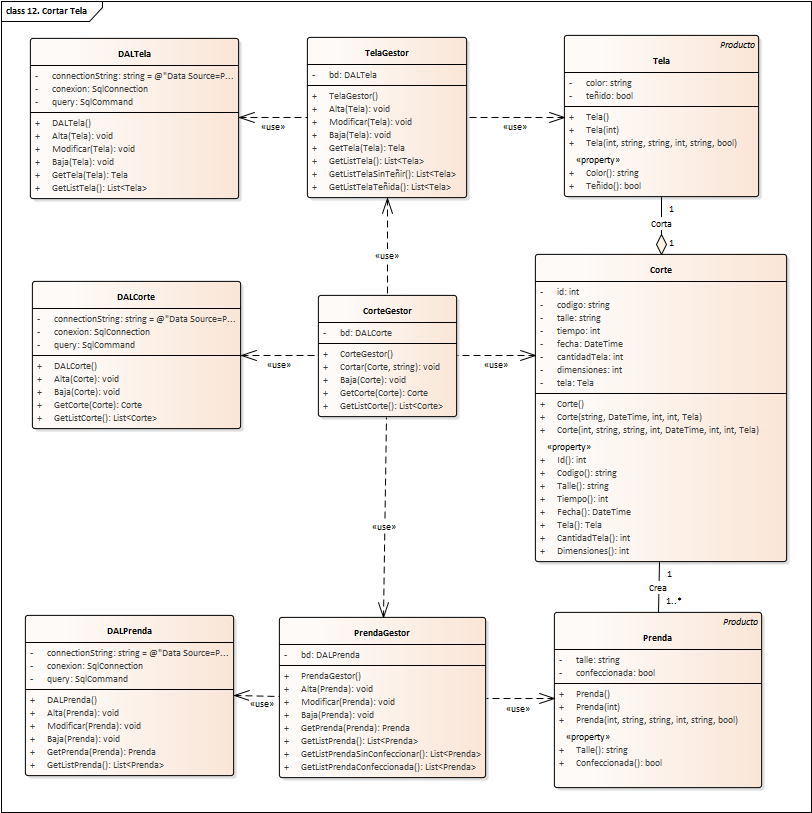 class 12. Cortar Tela
DALTela
- connectionString: string = @"Data Source=P...
- conexion: SqlConnection
- query: SqlCommand
+ DALTela()
+ Alta(Tela): void
+ Modificar(Tela): void
+ Baja(Tela): void
+ GetTela(Tela): Tela
+ GetListTela(): List<Tela>
«use»
TelaGestor
- bd: DALTela
+ TelaGestor()
+ Alta(Tela): void
+ Modificar(Tela): void
+ Baja(Tela): void
+ GetTela(Tela): Tela
+ GetListTela(): List<Tela>
+ GetListTelaSinTeñir(): List<Tela>
+ GetListTelaTeñida(): List<Tela>
«use»
Producto
Tela
- color: string
- teñido: bool
+ Tela()
+ Tela(int)
+ Tela(int, string, string, int, string, bool)
«property»
+ Color(): string
+ Teñido(): bool
1
Corta
1
«use»
DALCorte
- connectionString: string = @"Data Source=P...
- conexion: SqlConnection
- query: SqlCommand
+ DALCorte()
+ Alta(Corte): void
+ Baja(Corte): void
+ GetCorte(Corte): Corte
+ GetListCorte(): List<Corte>
«use»
CorteGestor
- bd: DALCorte
+ CorteGestor()
+ Cortar(Corte, string): void
+ Baja(Corte): void
+ GetCorte(Corte): Corte
+ GetListCorte(): List<Corte>
«use»
Corte
- id: int
- codigo: string
- talle: string
- tiempo: int
- fecha: DateTime
- cantidadTela: int
- dimensiones: int
- tela: Tela
+ Corte()
+ Corte(string, DateTime, int, int, Tela)
+ Corte(int, string, string, int, DateTime, int, int, Tela)
«property»
+ Id(): int
+ Codigo(): string
+ Talle(): string
+ Tiempo(): int
+ Fecha(): DateTime
+ Tela(): Tela
+ CantidadTela(): int
+ Dimensiones(): int
«use»
1
Crea
1..*
DALPrenda
- connectionString: string = @"Data Source=P...
- conexion: SqlConnection
- query: SqlCommand
+ DALPrenda()
+ Alta(Prenda): void
+ Modificar(Prenda): void
+ Baja(Prenda): void
+ GetPrenda(Prenda): Prenda
+ GetListPrenda(): List<Prenda>
«use»
PrendaGestor
- bd: DALPrenda
+ PrendaGestor()
+ Alta(Prenda): void
+ Modificar(Prenda): void
+ Baja(Prenda): void
+ GetPrenda(Prenda): Prenda
+ GetListPrenda(): List<Prenda>
+ GetListPrendaSinConfeccionar(): List<Prenda>
+ GetListPrendaConfeccionada(): List<Prenda>
«use»
Producto
Prenda
- talle: string
- confeccionada: bool
+ Prenda()
+ Prenda(int)
+ Prenda(int, string, string, int, string, bool)
«property»
+ Talle(): string
+ Confeccionada(): bool